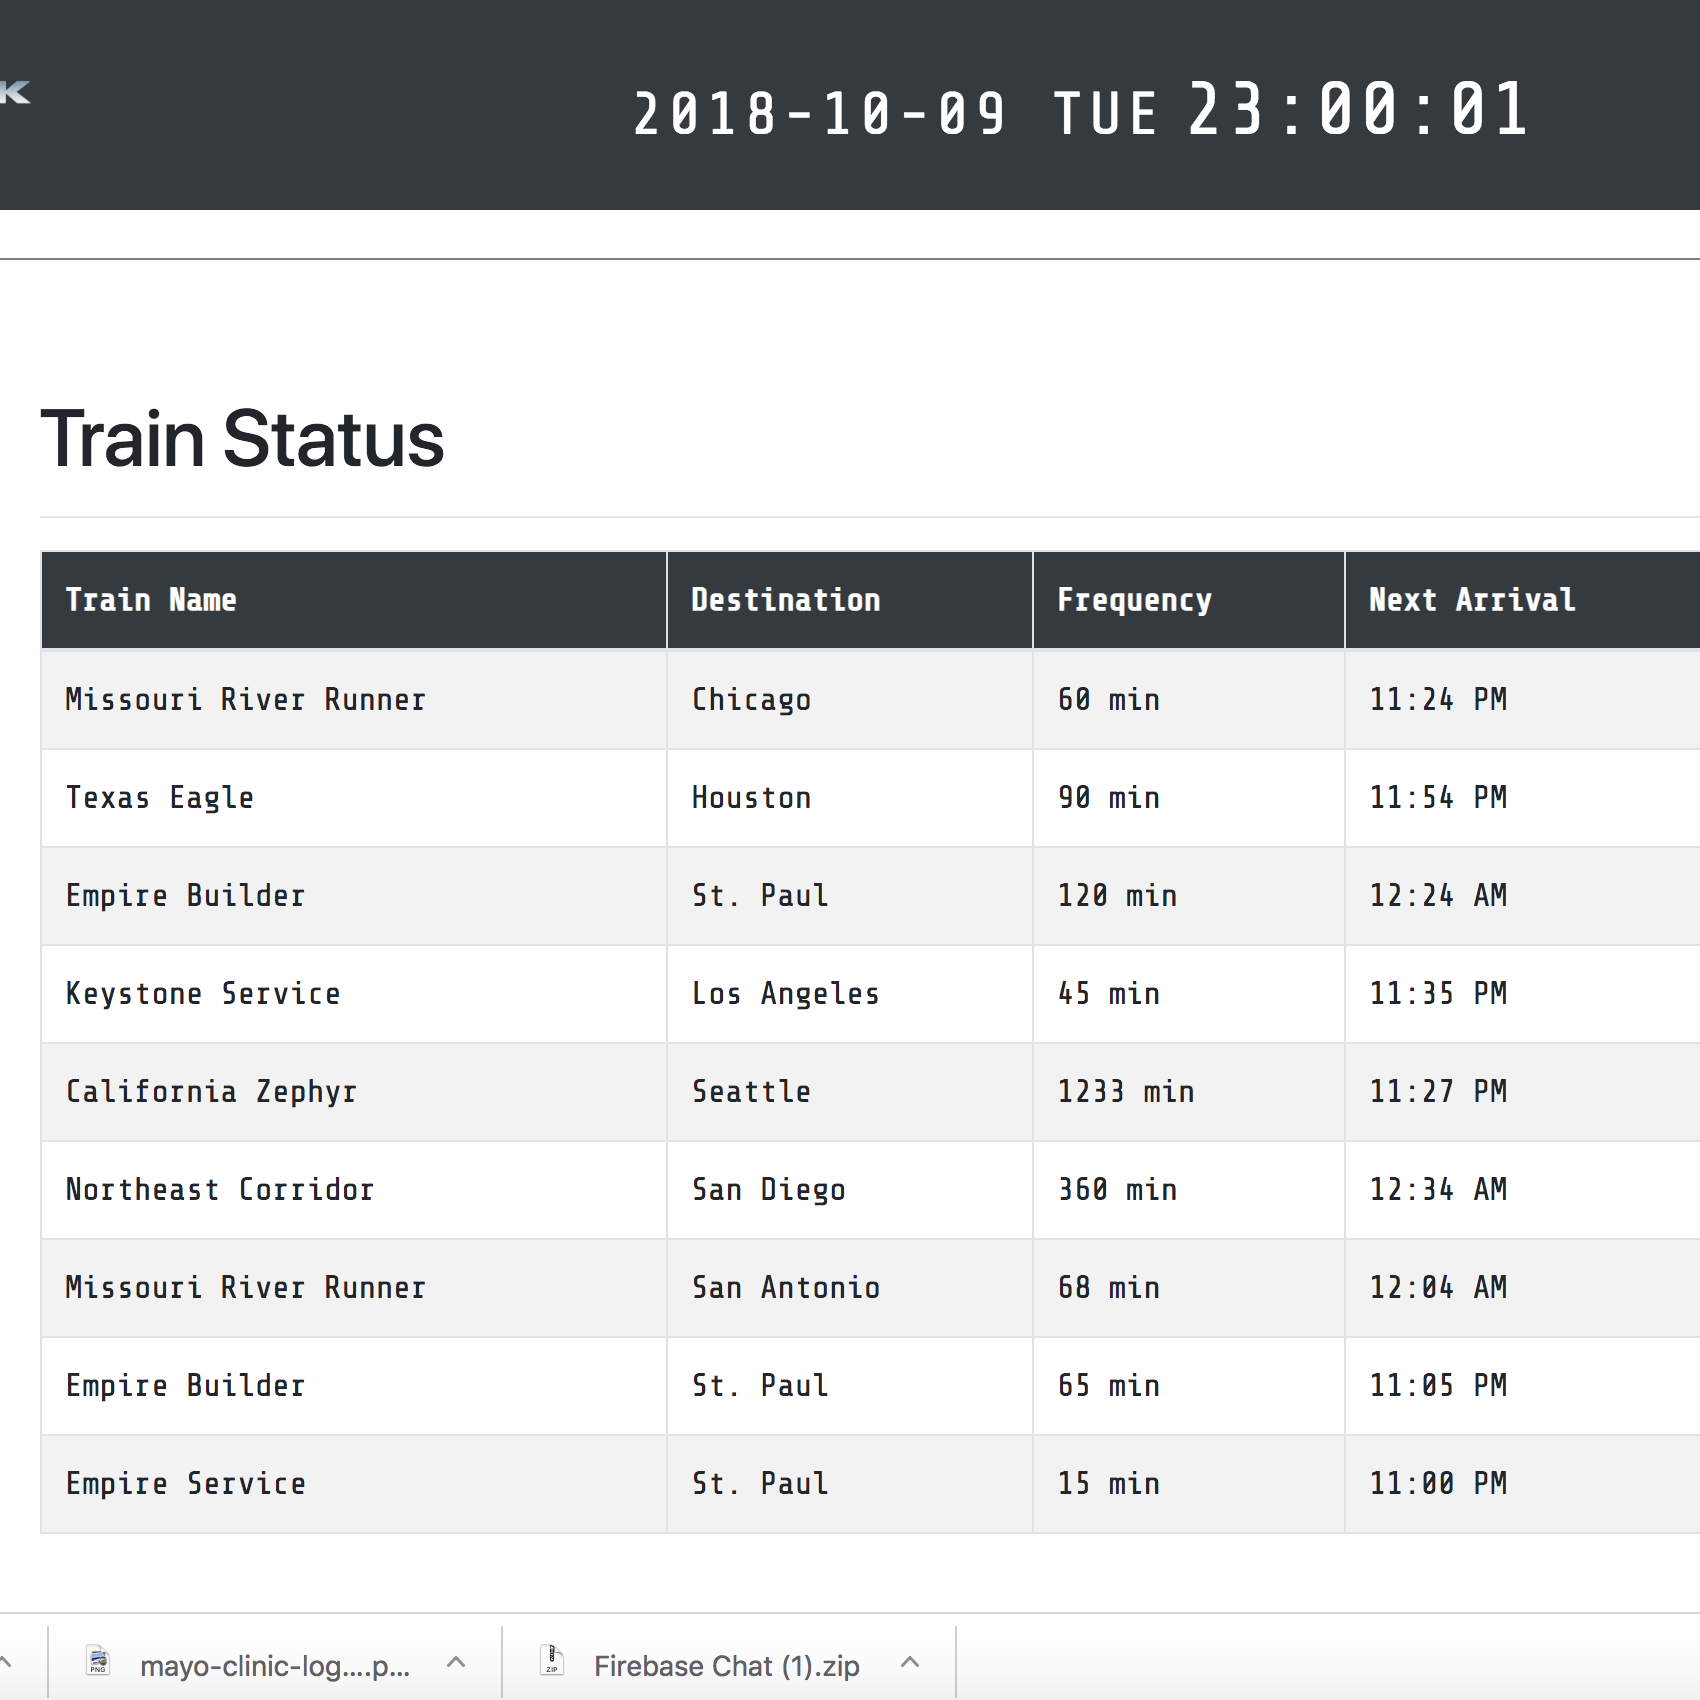 K
2018-10-09 TUE 23:00:01
Train Status
Train Name Destination Frequency Next Arrival
Missouri River Runner Chicago 60 min 11:24 PM
Texas Eagle Houston 90 min 11:54 PM
Empire Builder St. Paul 120 min 12:24 AM
Keystone Service Los Angeles 45 min 11:35 PM
California Zephyr Seattle 1233 min 11:27 PM
Northeast Corridor San Diego 360 min 12:34 AM
Missouri River Runner San Antonio 68 min 12:04 AM
Empire Builder St. Paul 65 min 11:05 PM
Empire Service St. Paul 15 min 11:00 PM
PNG mayo-clinic-log....p... ZIP Firebase Chat (1).zip